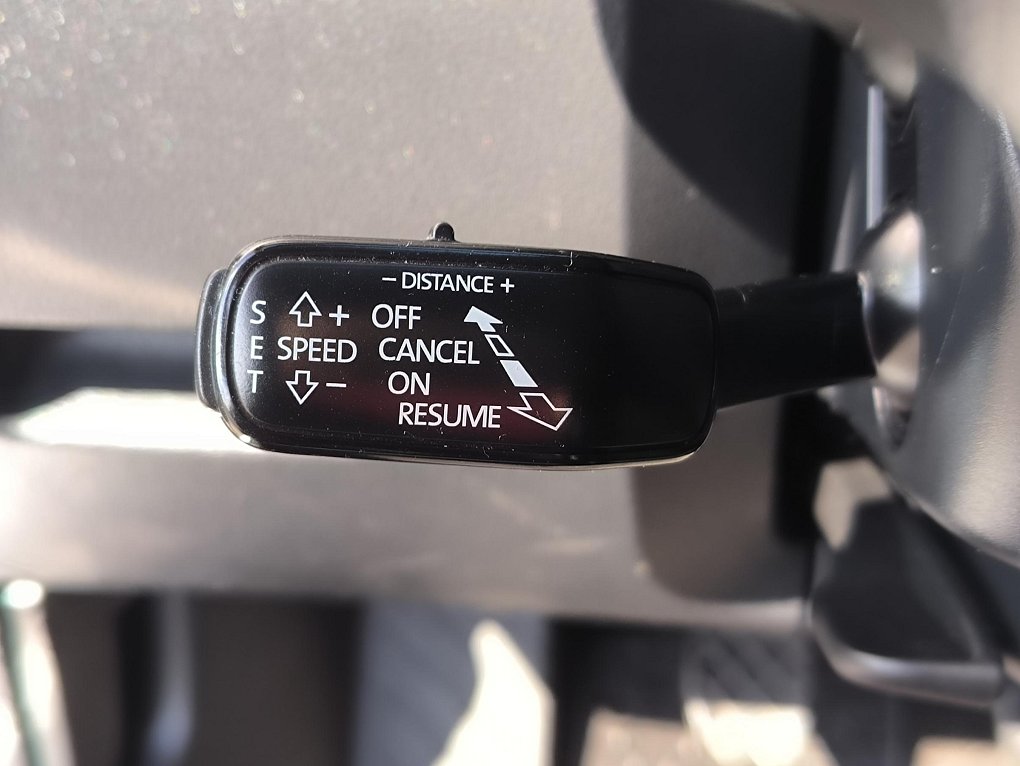 − DISTANCE +
S + OFF
E SPEED CANCEL
T − ON
RESUME